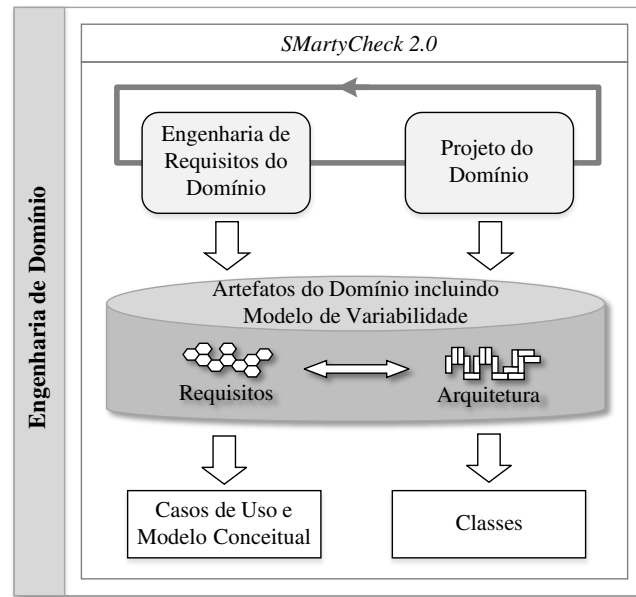 SMartyCheck 2.0
Engenharia de Domínio
Engenharia de
Requisitos do
Domínio
Projeto do
Domínio
Artefatos do Domínio incluindo
Modelo de Variabilidade
Requisitos
Arquitetura
Casos de Uso e
Modelo Conceitual
Classes